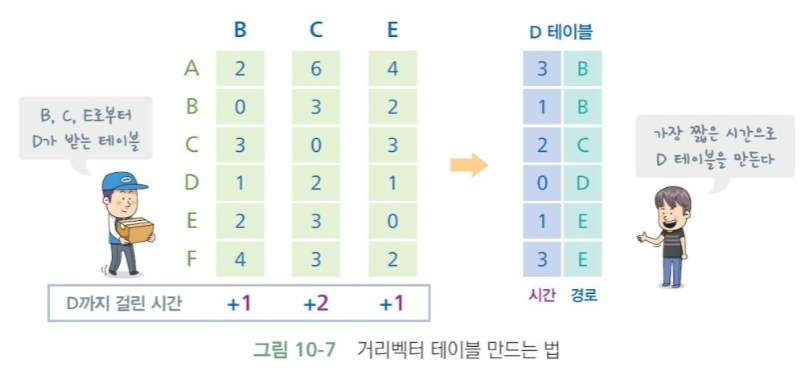 B C E D 테이블
A 2 6 4 3 B
B 0 3 2 1 B
C 3 0 3 2 C
D 1 2 1 0 D
E 2 3 0 1 E
F 4 3 2 3 E
B, C, E로부터
D가 받는 테이블
가장 짧은 시간으로
D 테이블을 만든다
D까지 걸린 시간 +1 +2 +1
시간 경로
그림 10-7 거리벡터 테이블 만드는 법